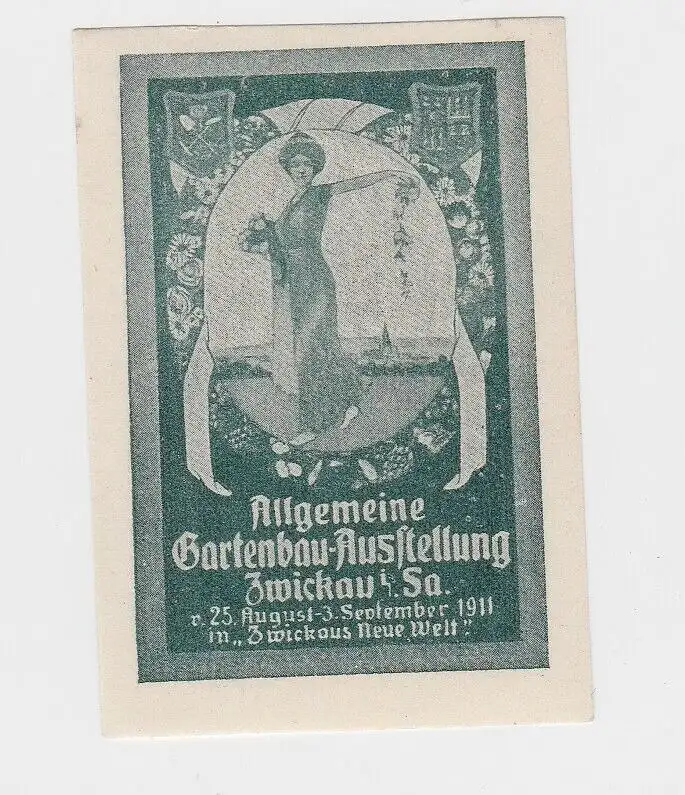 Allgemeine
Gartenbau-Ausstellung
Zwickau i. Sa.
v. 25. August-3. September 1911
in „Zwickaus Neue Welt".